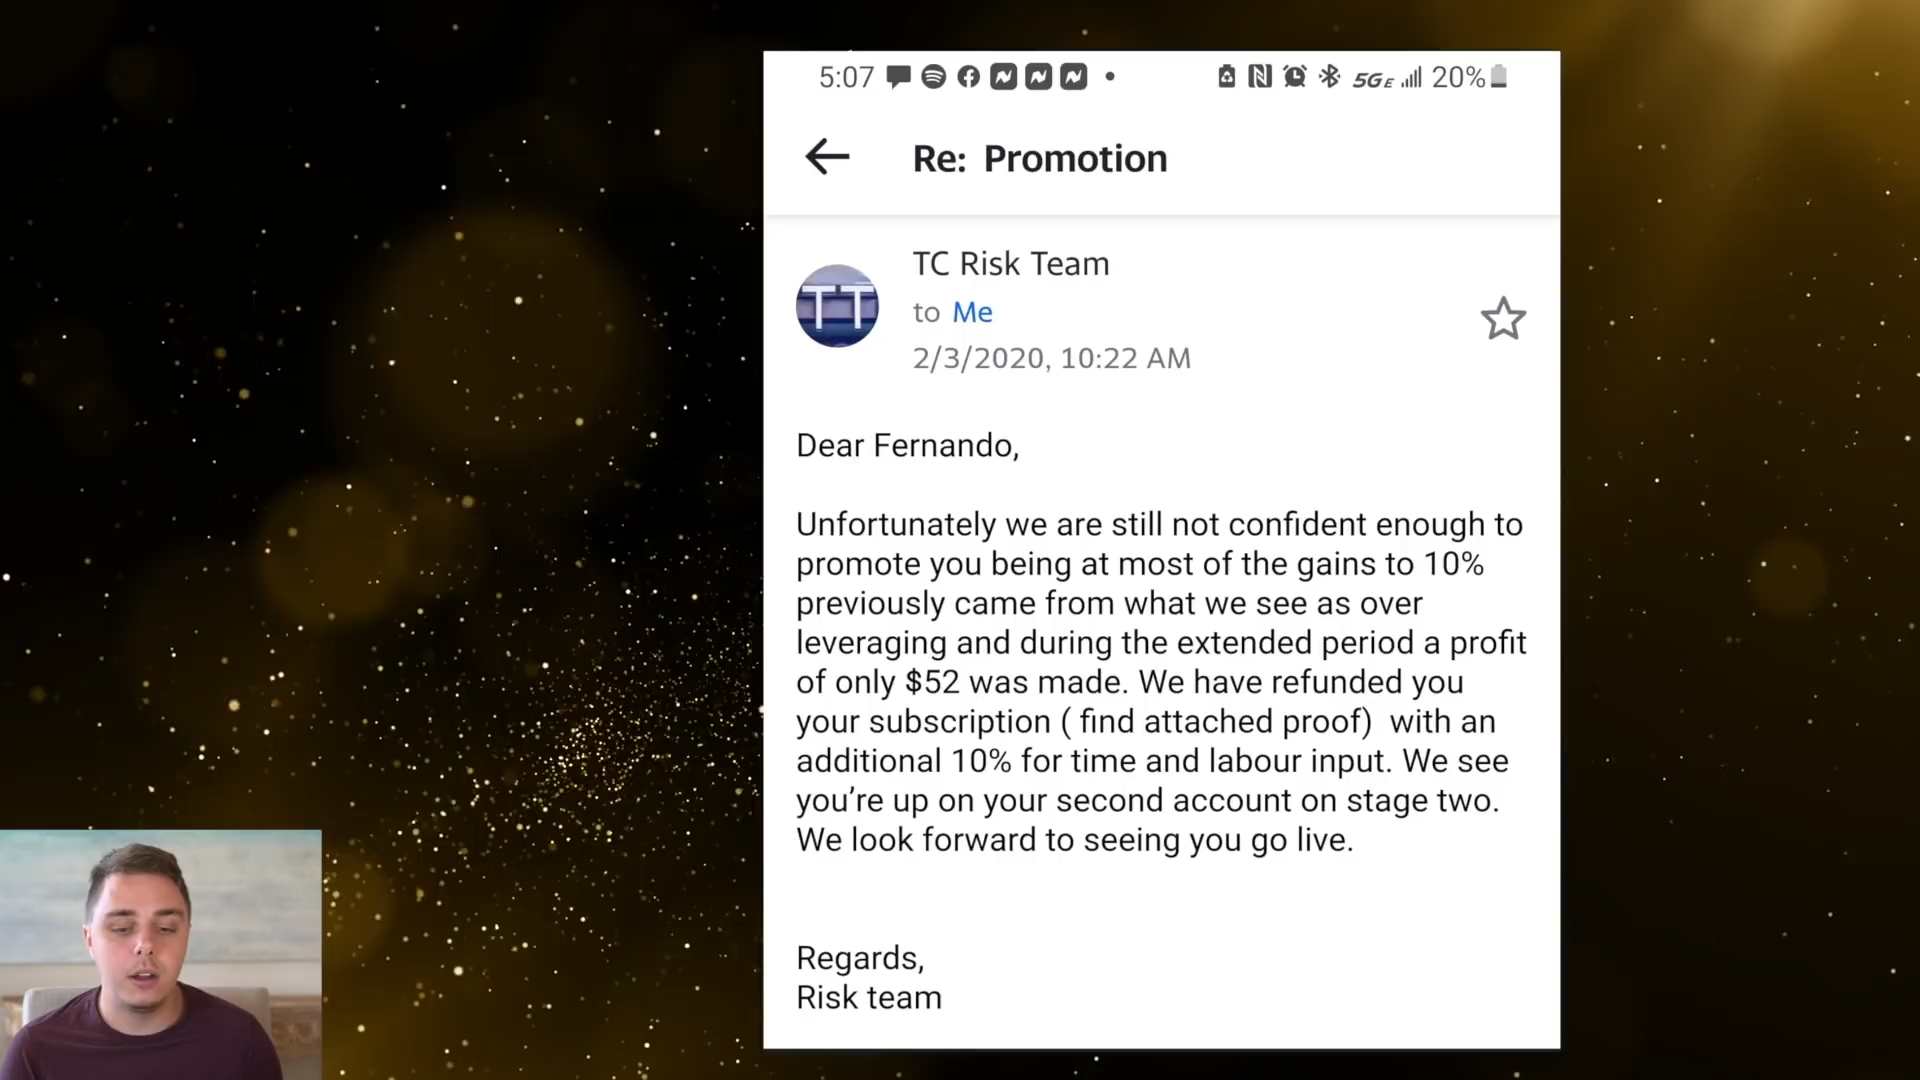 5:07 5GE 20%
Re: Promotion
TC Risk Team
to Me
2/3/2020, 10:22 AM
Dear Fernando,
Unfortunately we are still not confident enough to
promote you being at most of the gains to 10%
previously came from what we see as over
leveraging and during the extended period a profit
of only $52 was made. We have refunded you
your subscription ( find attached proof)  with an
additional 10% for time and labour input. We see
you’re up on your second account on stage two.
We look forward to seeing you go live.
Regards,
Risk team